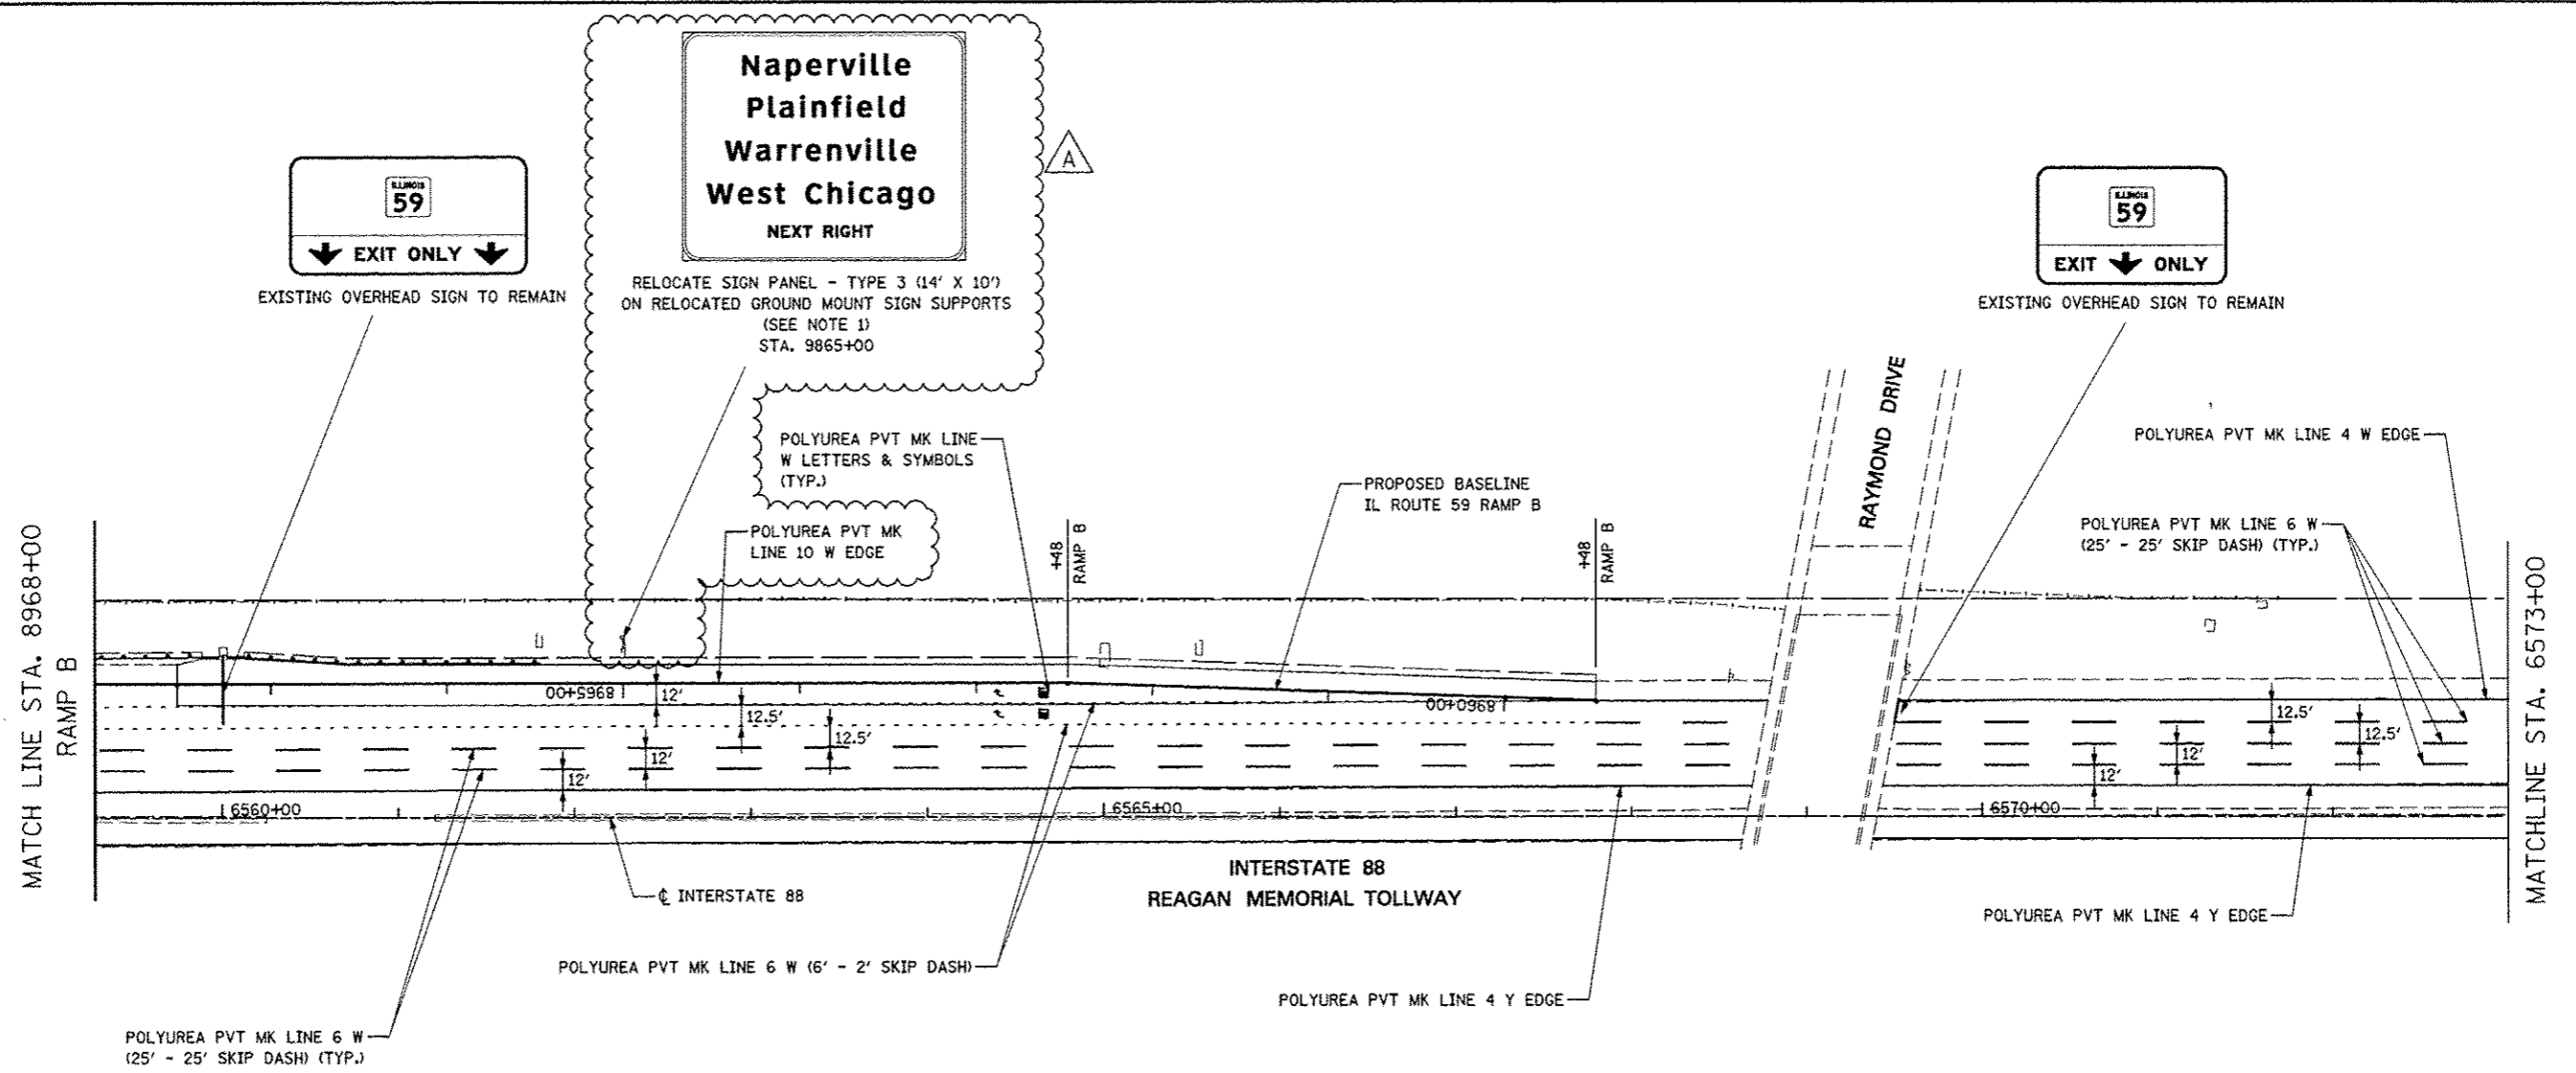 Naperville
Plainfield
Warrenville
West Chicago
NEXT RIGHT
A
ILLINOIS
59
EXIT ONLY
EXISTING OVERHEAD SIGN TO REMAIN
RELOCATE SIGN PANEL - TYPE 3 (14' X 10')
ON RELOCATED GROUND MOUNT SIGN SUPPORTS
(SEE NOTE 1)
STA. 9865+00
ILLINOIS
59
EXIT ONLY
EXISTING OVERHEAD SIGN TO REMAIN
POLYUREA PVT MK LINE
W LETTERS & SYMBOLS
(TYP.)
POLYUREA PVT MK
LINE 10 W EDGE
PROPOSED BASELINE
IL ROUTE 59 RAMP B
RAYMOND DRIVE
POLYUREA PVT MK LINE 4 W EDGE
POLYUREA PVT MK LINE 6 W
(25' - 25' SKIP DASH) (TYP.)
MATCH LINE STA. 8968+00
RAMP B
+48
RAMP B
+48
RAMP B
MATCHLINE STA. 6573+00
8965+00
12'
12.5'
12.5'
12'
12'
8960+00
12.5'
12.5'
12'
12'
6560+00
6565+00
6570+00
℄ INTERSTATE 88
INTERSTATE 88
REAGAN MEMORIAL TOLLWAY
POLYUREA PVT MK LINE 4 Y EDGE
POLYUREA PVT MK LINE 6 W (6' - 2' SKIP DASH)
POLYUREA PVT MK LINE 4 Y EDGE
POLYUREA PVT MK LINE 6 W
(25' - 25' SKIP DASH) (TYP.)